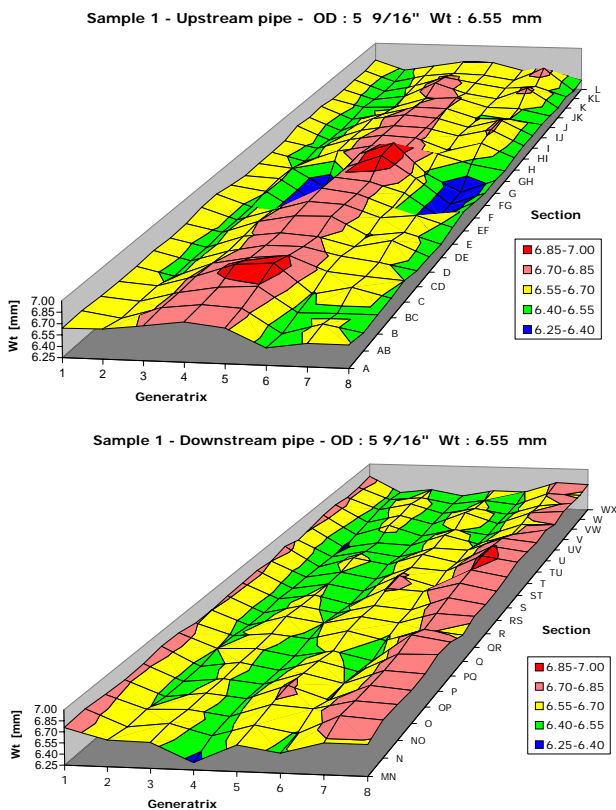 Sample 1 - Upstream pipe - OD : 5 9/16" Wt : 6.55 mm
L
KL
K
JK
J
IJ
I
HI
H
GH
G
FG
F
EF
E
DE
D
CD
C
BC
B
AB
A
Section
6.85-7.00
6.70-6.85
6.55-6.70
6.40-6.55
6.25-6.40
Wt [mm]
7.00
6.85
6.70
6.55
6.40
6.25
1 2 3 4 5 6 7 8
Generatrix
Sample 1 - Downstream pipe - OD : 5 9/16" Wt : 6.55 mm
WX
W
VW
V
UV
U
TU
T
ST
S
RS
R
QR
Q
PQ
P
OP
O
NO
N
MN
Section
6.85-7.00
6.70-6.85
6.55-6.70
6.40-6.55
6.25-6.40
Wt [mm]
7.00
6.85
6.70
6.55
6.40
6.25
1 2 3 4 5 6 7 8
Generatrix